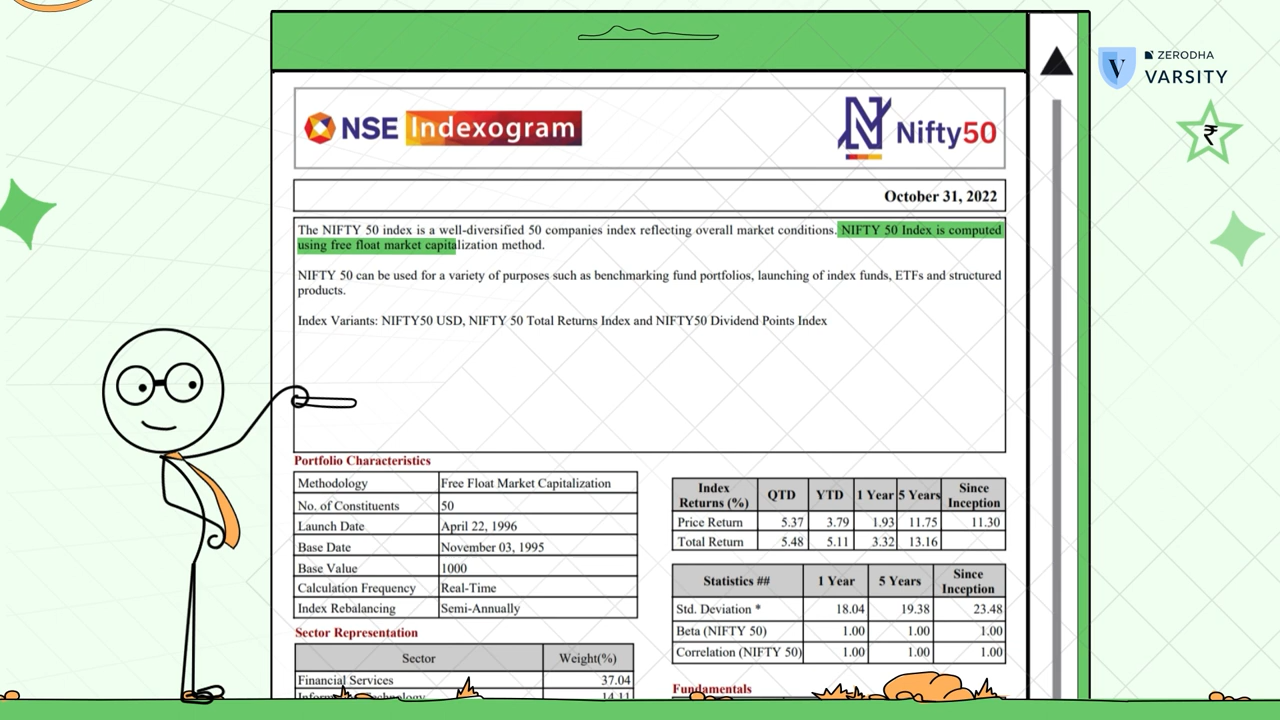 ZERODHA
VARSITY
₹
NSE Indexogram
Nifty50
October 31, 2022
The NIFTY 50 index is a well-diversified 50 companies index reflecting overall market conditions. NIFTY 50 Index is computed
using free float market capitalization method.
NIFTY 50 can be used for a variety of purposes such as benchmarking fund portfolios, launching of index funds, ETFs and structured
products.
Index Variants: NIFTY50 USD, NIFTY 50 Total Returns Index and NIFTY50 Dividend Points Index
Portfolio Characteristics
Methodology Free Float Market Capitalization
No. of Constituents 50
Launch Date April 22, 1996
Base Date November 03, 1995
Base Value 1000
Calculation Frequency Real-Time
Index Rebalancing Semi-Annually
Sector Representation
Sector Weight(%)
Financial Services 37.04
14.11
Index Returns (%) QTD YTD 1 Year 5 Years Since Inception
Price Return 5.37 3.79 1.93 11.75 11.30
Total Return 5.48 5.11 3.32 13.16
Statistics ## 1 Year 5 Years Since Inception
Std. Deviation * 18.04 19.38 23.48
Beta (NIFTY 50) 1.00 1.00 1.00
Correlation (NIFTY 50) 1.00 1.00 1.00
Fundamentals